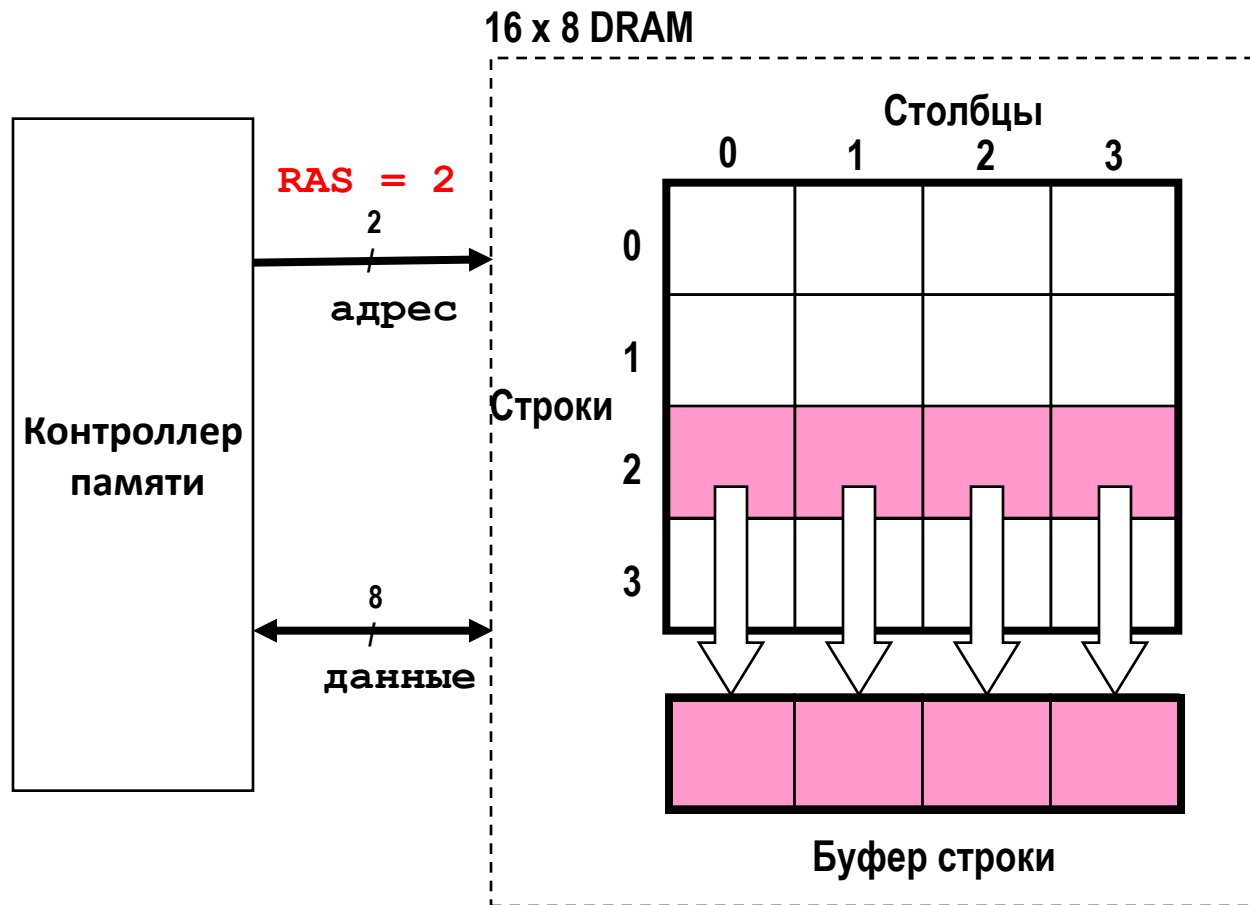 16 x 8 DRAM
Столбцы
0 1 2 3
RAS = 2
2
адрес
0
1
Строки
2
3
Контроллер
памяти
8
данные
Буфер строки